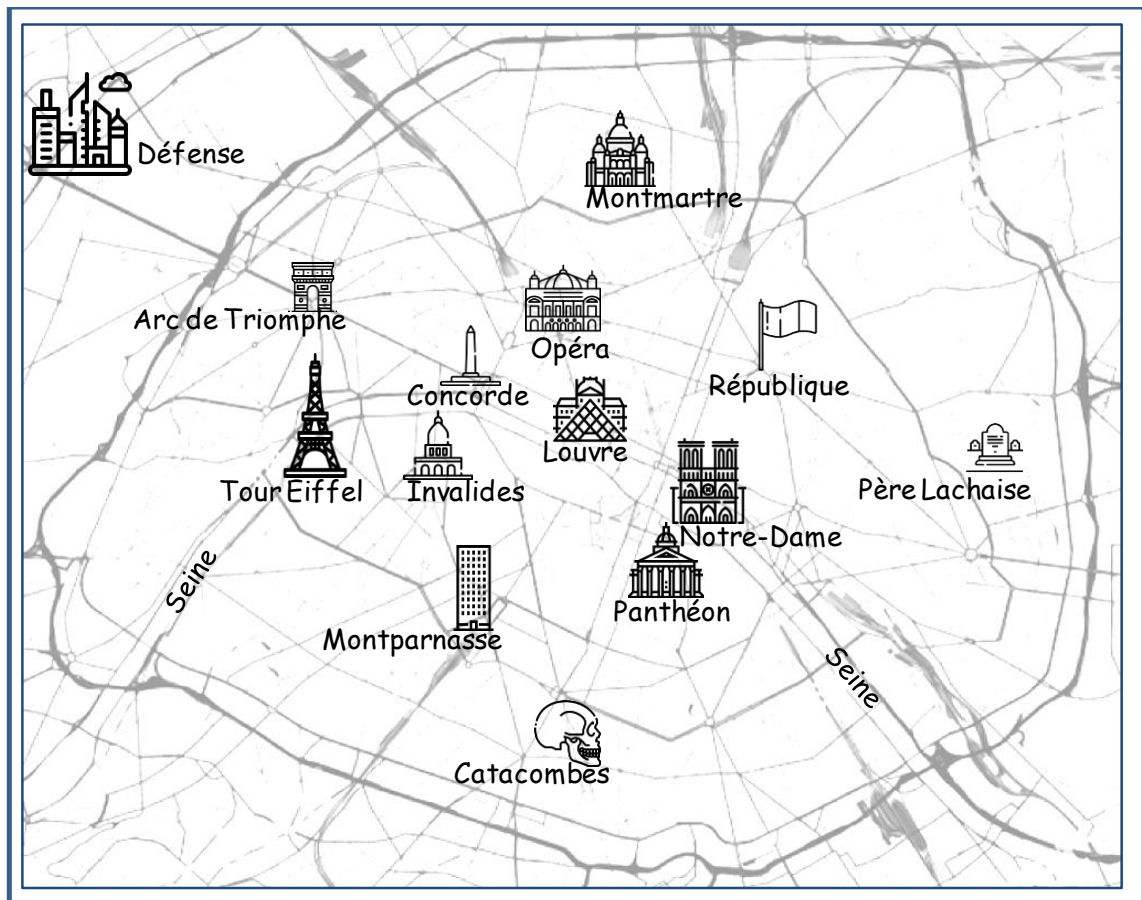 Défense
Montmartre
Arc de Triomphe
Opéra
Concorde
République
Louvre
Tour Eiffel
Invalides
Père Lachaise
Notre-Dame
Seine
Panthéon
Montparnasse
Seine
Catacombes